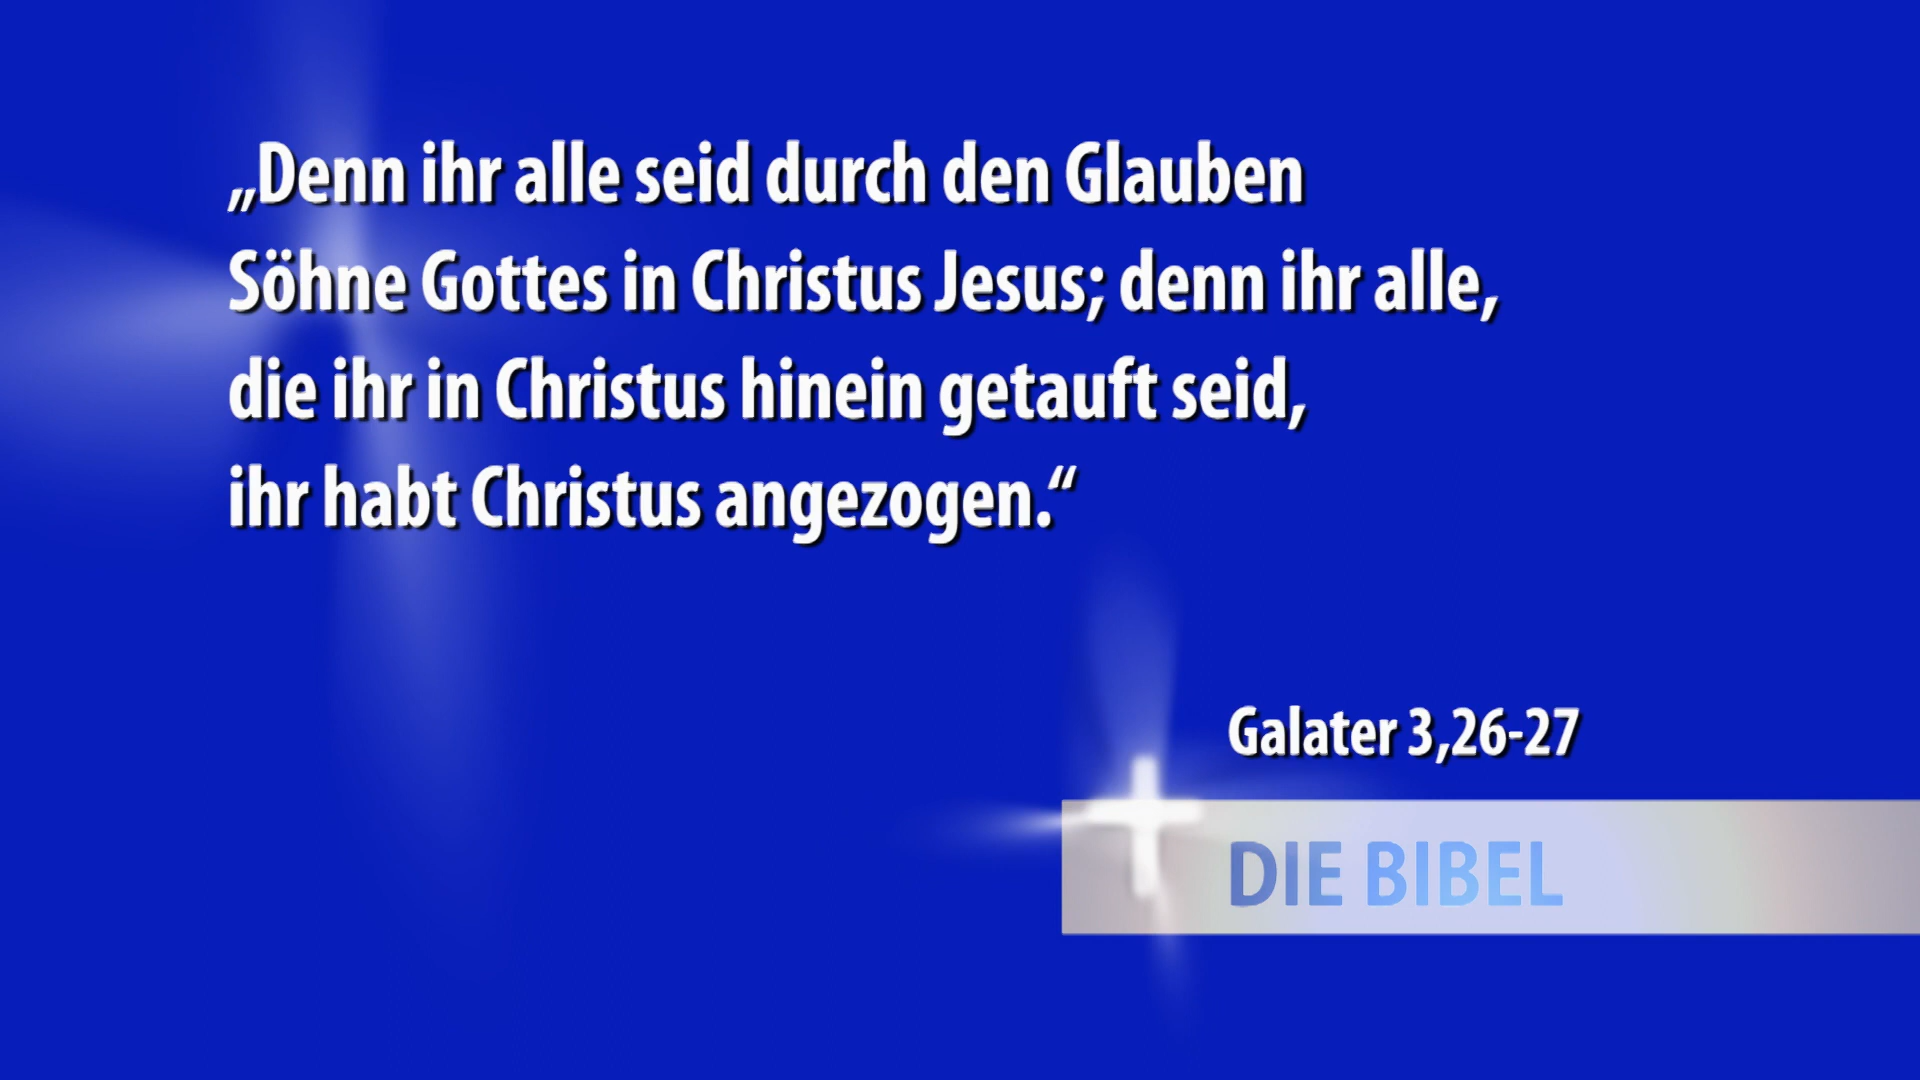 „Denn ihr alle seid durch den Glauben
Söhne Gottes in Christus Jesus; denn ihr alle,
die ihr in Christus hinein getauft seid,
ihr habt Christus angezogen.“
Galater 3,26-27
DIE BIBEL